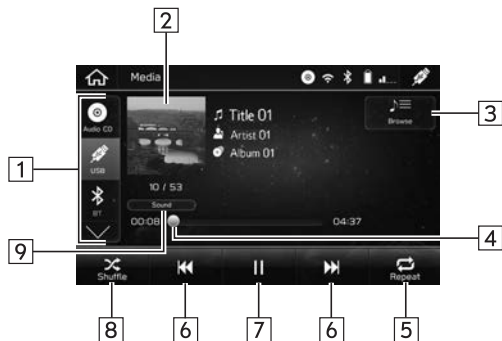 2
Media
Title 01
Artist 01
Album 01
Browse
3
Audio CD
USB
BT
1
10 / 53
Sound
00:08
04:37
9
4
Shuffle
Repeat
8
6
7
6
5